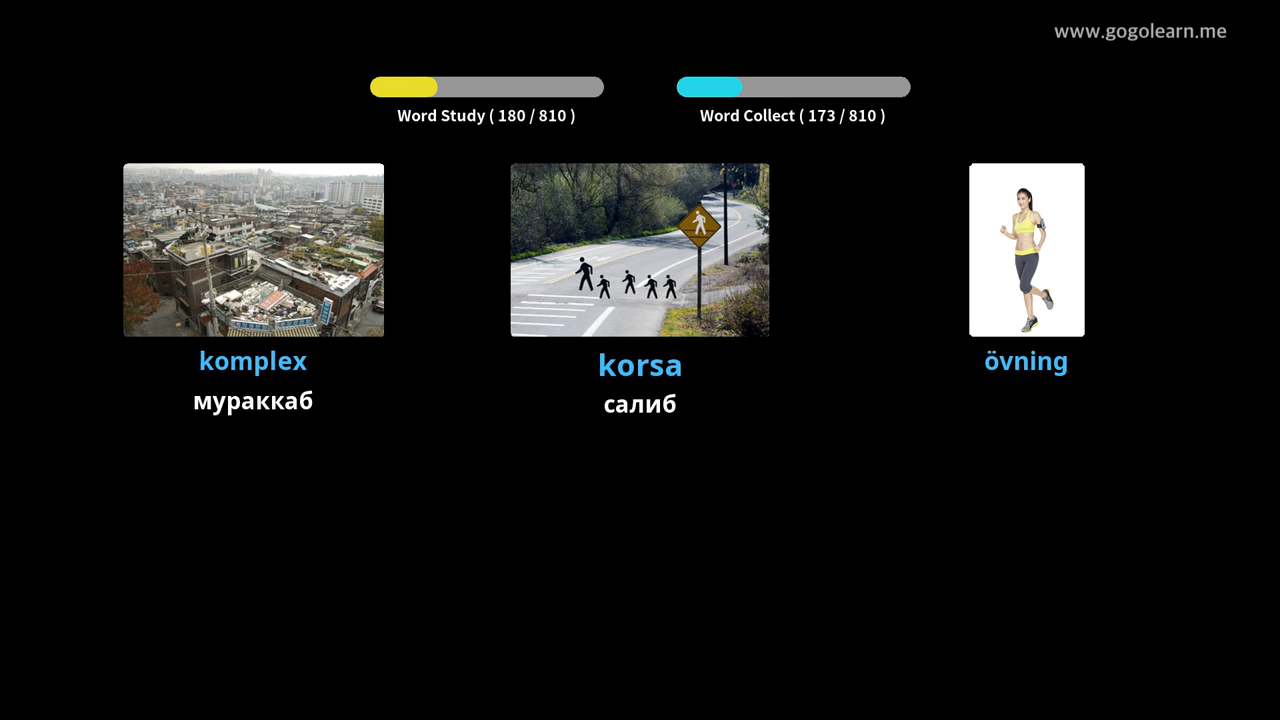 www.gogolearn.me
Word Study ( 180 / 810 )
Word Collect ( 173 / 810 )
komplex
мураккаб
korsa
салиб
övning